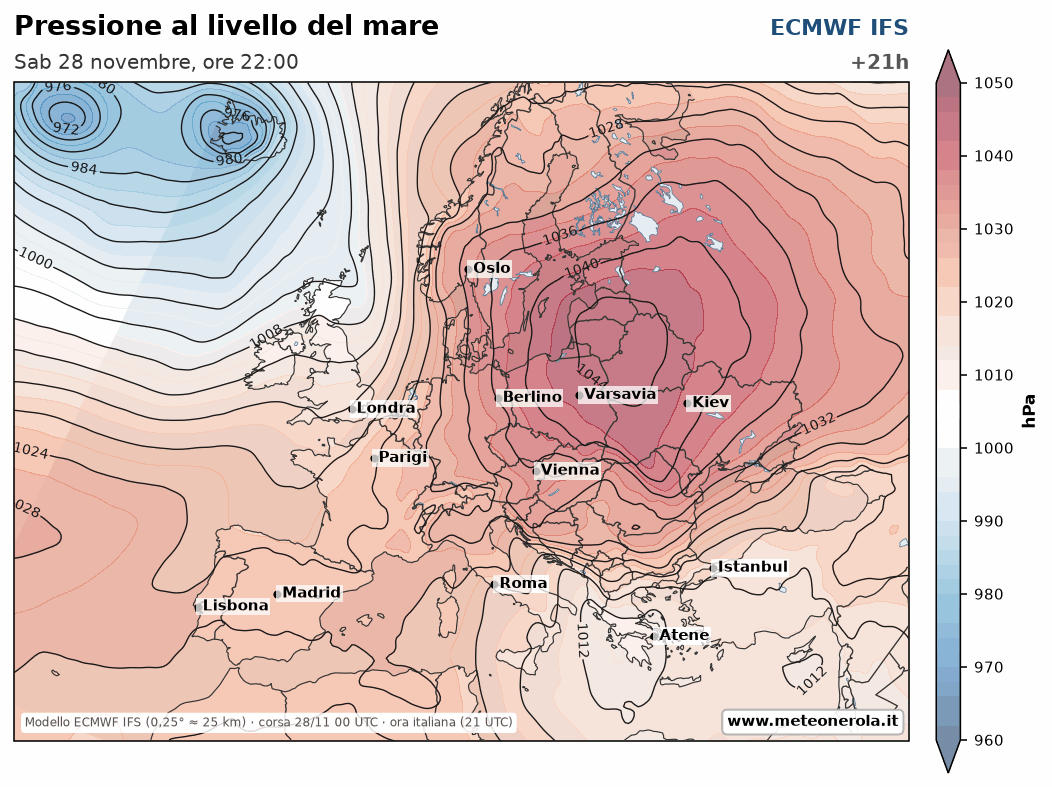 Pressione al livello del mare
ECMWF IFS
Sab 28 novembre, ore 22:00
+21h
976
80
972
976
980
984
1028
1000
1036
1040
Oslo
1008
1044
Berlino
Varsavia
Kiev
Londra
1032
1024
Parigi
Vienna
028
Istanbul
Roma
Madrid
Lisbona
1012
Atene
1012
Modello ECMWF IFS (0,25° ≈ 25 km) · corsa 28/11 00 UTC · ora italiana (21 UTC)
www.meteonerola.it
1050
1040
1030
1020
1010
1000
990
980
970
960
hPa